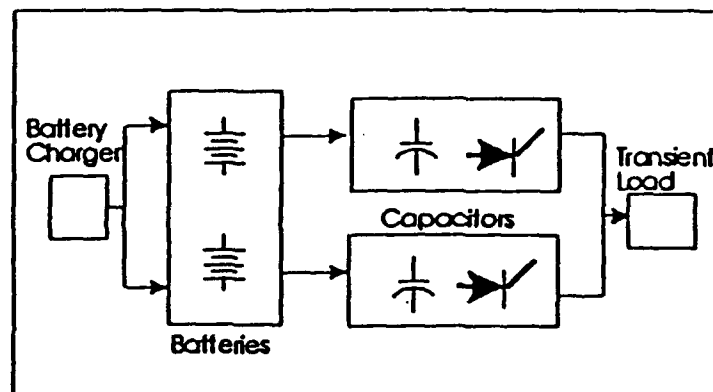 Battery
Charger
Batteries
Capacitors
Transient
Load